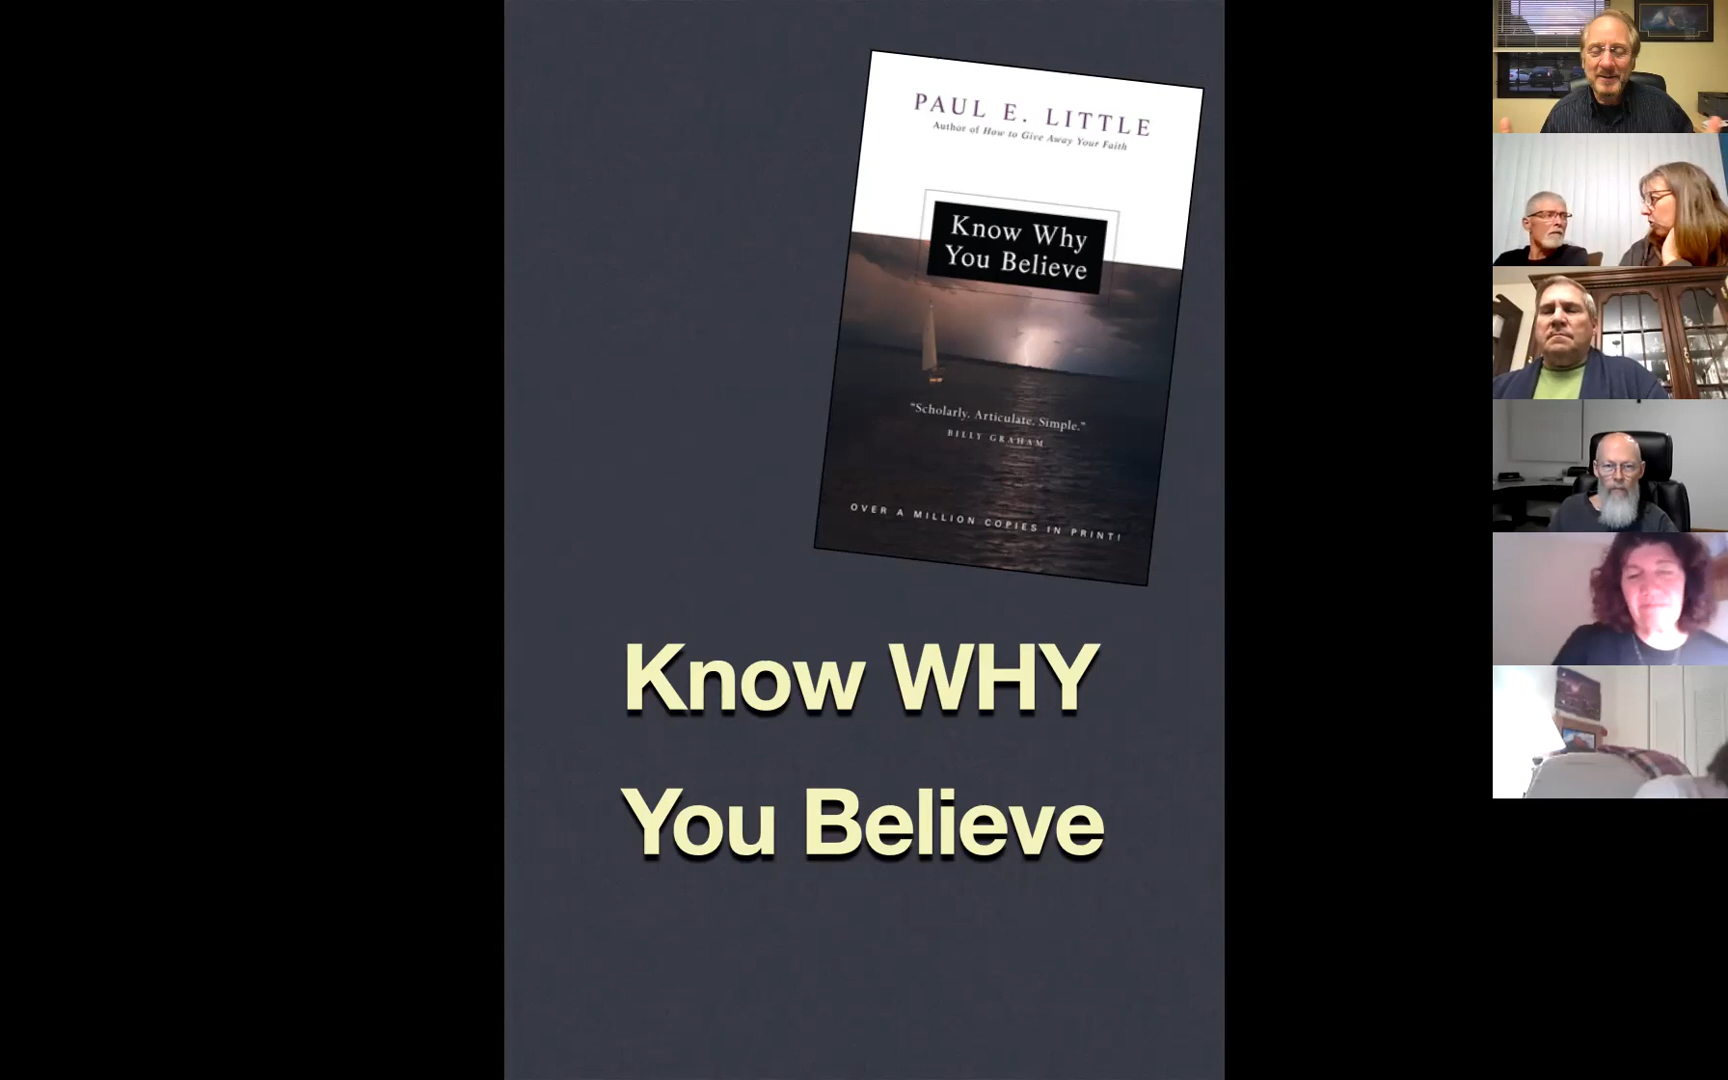 PAUL E. LITTLE
Author of How to Give Away Your Faith
Know Why
You Believe
"Scholarly. Articulate. Simple."
BILLY GRAHAM
OVER A MILLION COPIES IN PRINT!
Know WHY
You Believe